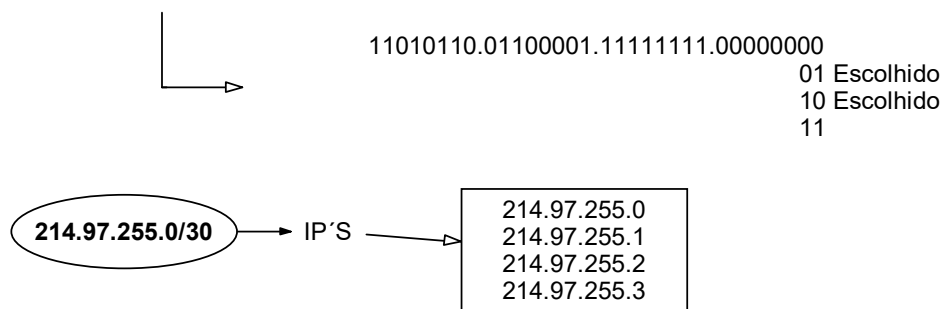 11010110.01100001.11111111.00000000
01 Escolhido
10 Escolhido
11
214.97.255.0/30
IP´S
214.97.255.0
214.97.255.1
214.97.255.2
214.97.255.3